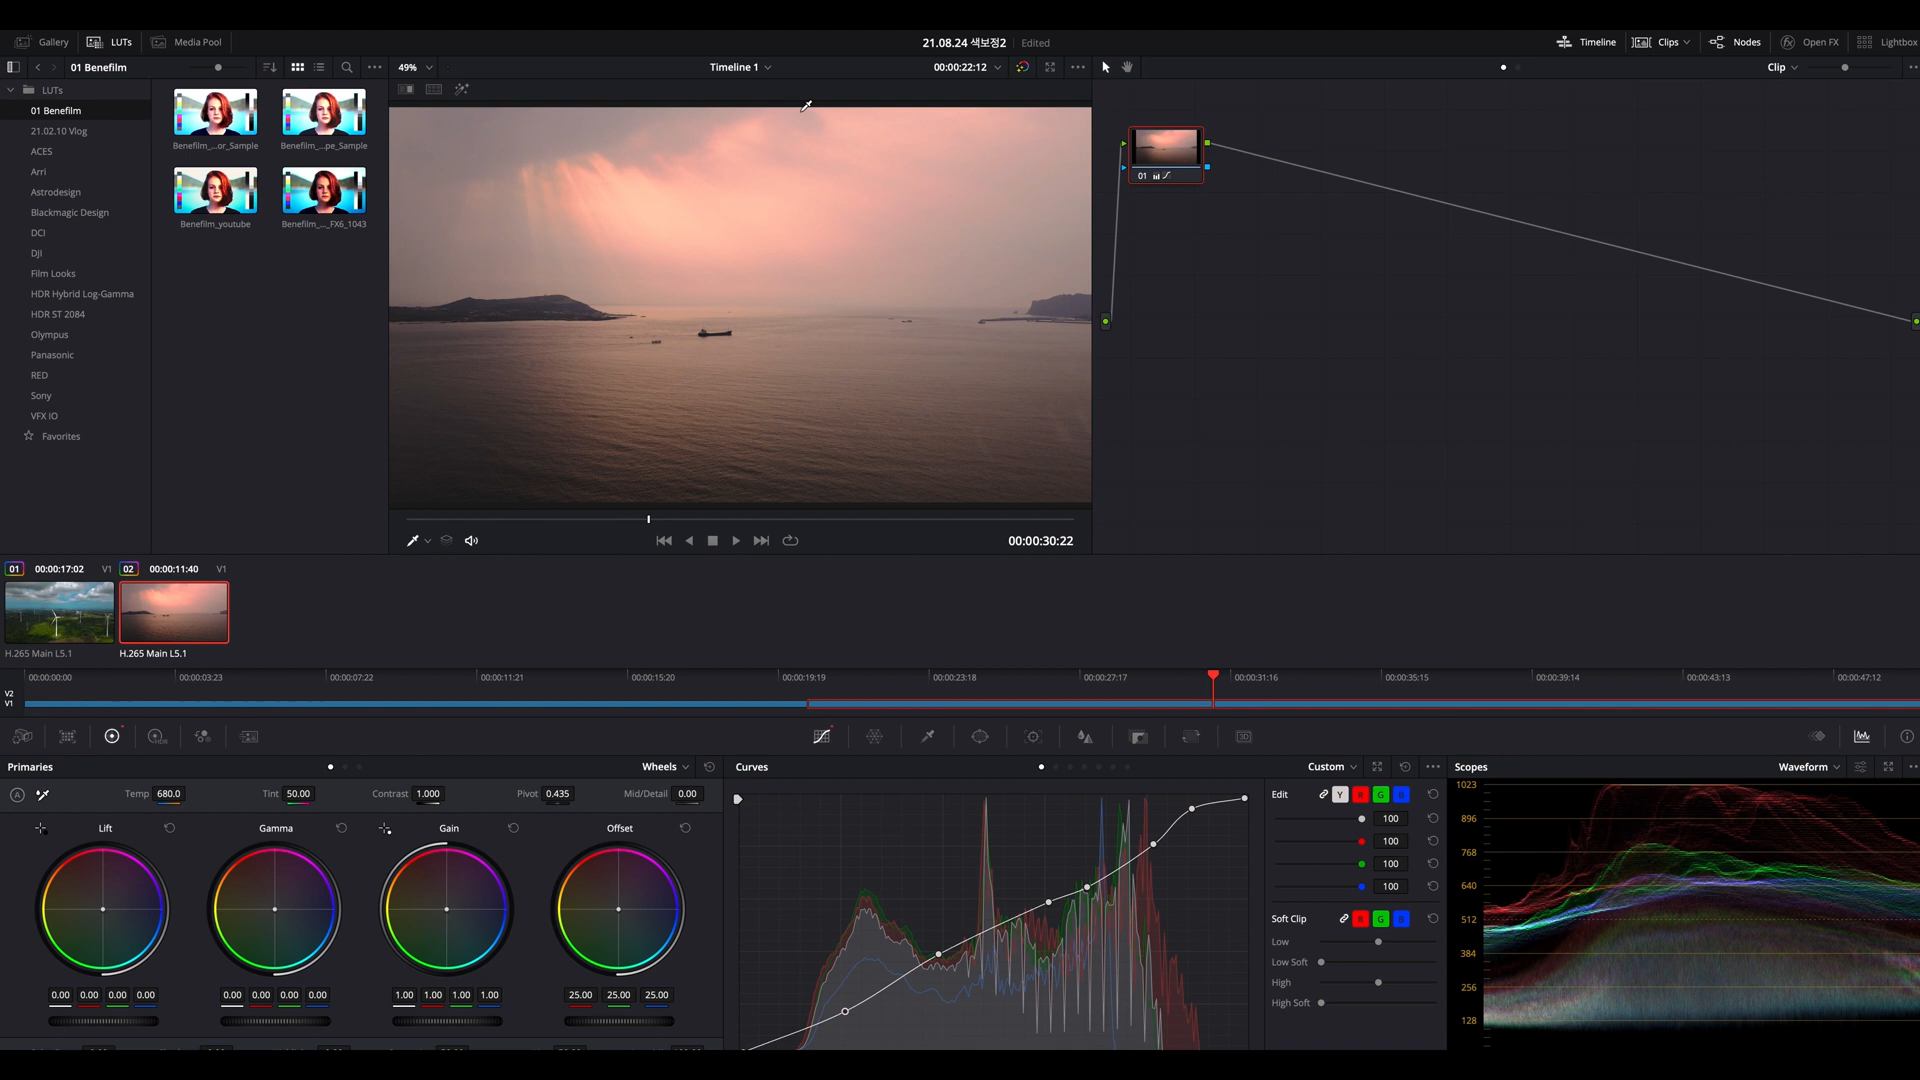 Gallery LUTs Media Pool 21.08.24 색보정2 Edited Timeline Clips Nodes Open FX Lightbox
01 Benefilm 49% Timeline 1 00:00:22:12 Clip
LUTs
01 Benefilm
21.02.10 Vlog
ACES
Arri
Astrodesign
Blackmagic Design
DCI
DJI
Film Looks
HDR Hybrid Log-Gamma
HDR ST 2084
Olympus
Panasonic
RED
Sony
VFX IO
Favorites
Benefilm_...or_Sample Benefilm_...pe_Sample
Benefilm_youtube Benefilm_..._FX6_1043
01
00:00:30:22
01 00:00:17:02 V1 02 00:00:11:40 V1
H.265 Main L5.1 H.265 Main L5.1
00:00:00:00 00:00:03:23 00:00:07:22 00:00:11:21 00:00:15:20 00:00:19:19 00:00:23:18 00:00:27:17 00:00:31:16 00:00:35:15 00:00:39:14 00:00:43:13 00:00:47:12
V2
V1
HDR 3D
Primaries Wheels Curves Custom Scopes Waveform
A Temp 680.0 Tint 50.00 Contrast 1.000 Pivot 0.435 Mid/Detail 0.00
Lift Gamma Gain Offset
0.00 0.00 0.00 0.00 0.00 0.00 0.00 0.00 1.00 1.00 1.00 1.00 25.00 25.00 25.00
Edit Y R G B
100
100
100
100
Soft Clip R G B
Low
Low Soft
High
High Soft
1023
896
768
640
512
384
256
128